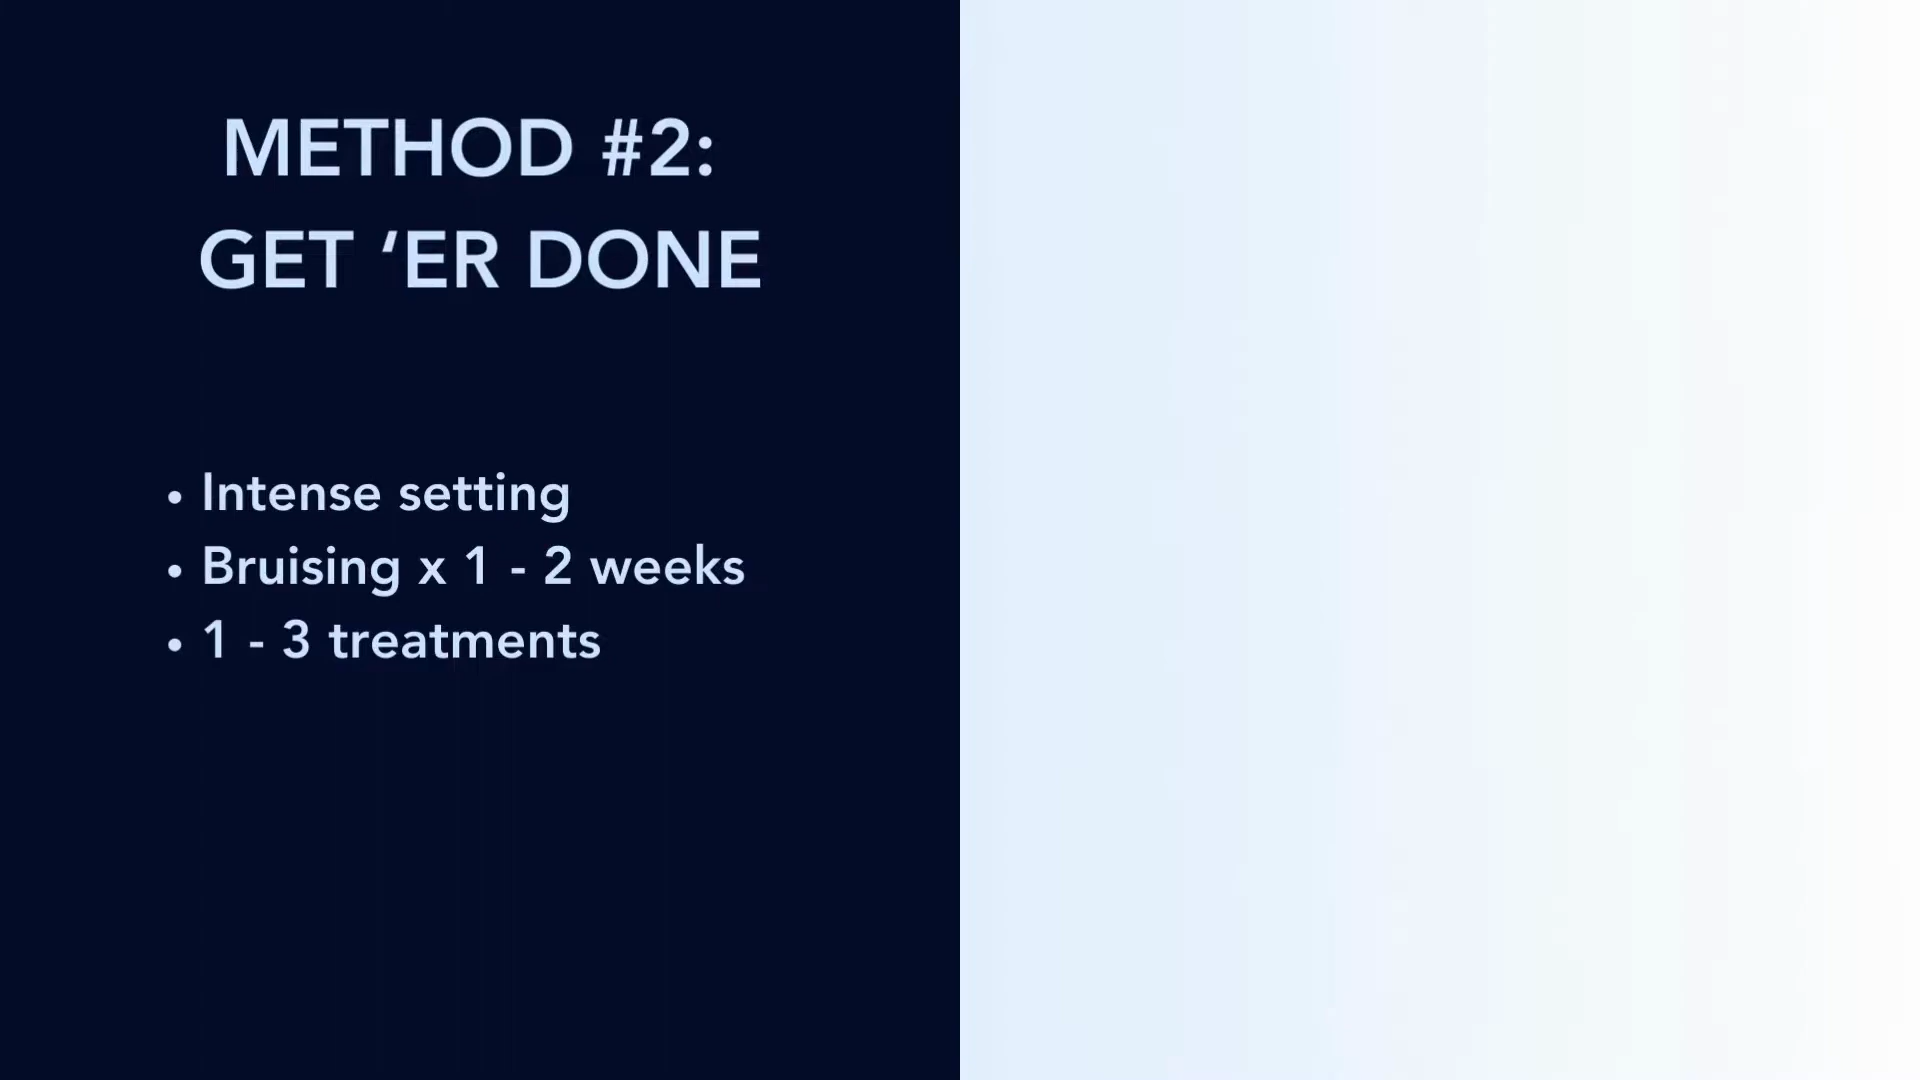 METHOD #2:
GET ‘ER DONE
• Intense setting
• Bruising x 1 - 2 weeks
• 1 - 3 treatments